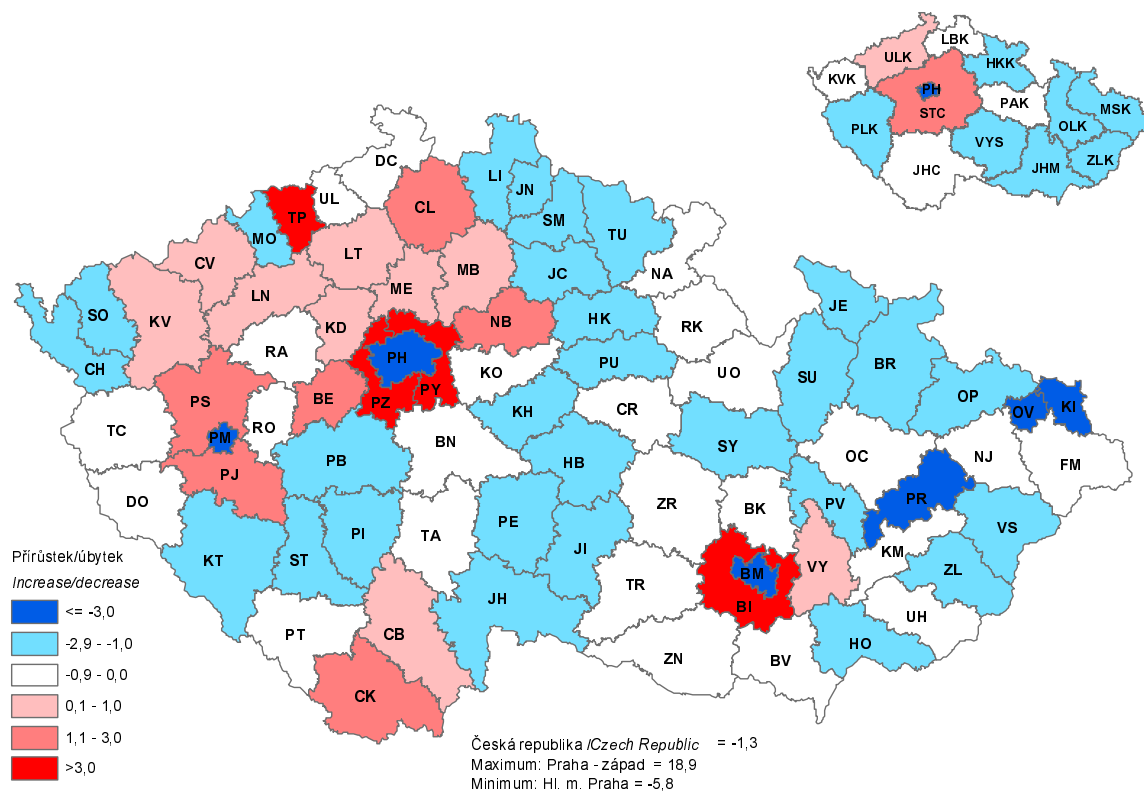 LBK
ULK
HKK
KVK
PH
PAK
MSK
STC
PLK
OLK
VYS
ZLK
JHM
JHC
DC
LI
UL
JN
CL
TP
SM
TU
MO
LT
CV
MB
JC
NA
ME
LN
JE
SO
KV
KD
NB
HK
RK
RA
PH
BR
CH
PU
UO
KO
SU
PY
BE
PZ
OP
PS
KH
CR
OV
KI
RO
TC
PM
BN
SY
OC
NJ
PB
HB
FM
PJ
DO
PR
PV
ZR
BK
PE
VS
TA
PI
KT
ST
JI
KM
VY
BM
ZL
TR
JH
BI
UH
PT
CB
HO
ZN
BV
CK
Přírůstek/úbytek
Increase/decrease
<= -3,0
-2,9 - -1,0
-0,9 - 0,0
0,1 - 1,0
1,1 - 3,0
>3,0
Česká republika /Czech Republic = -1,3
Maximum: Praha - západ = 18,9
Minimum: Hl. m. Praha = -5,8